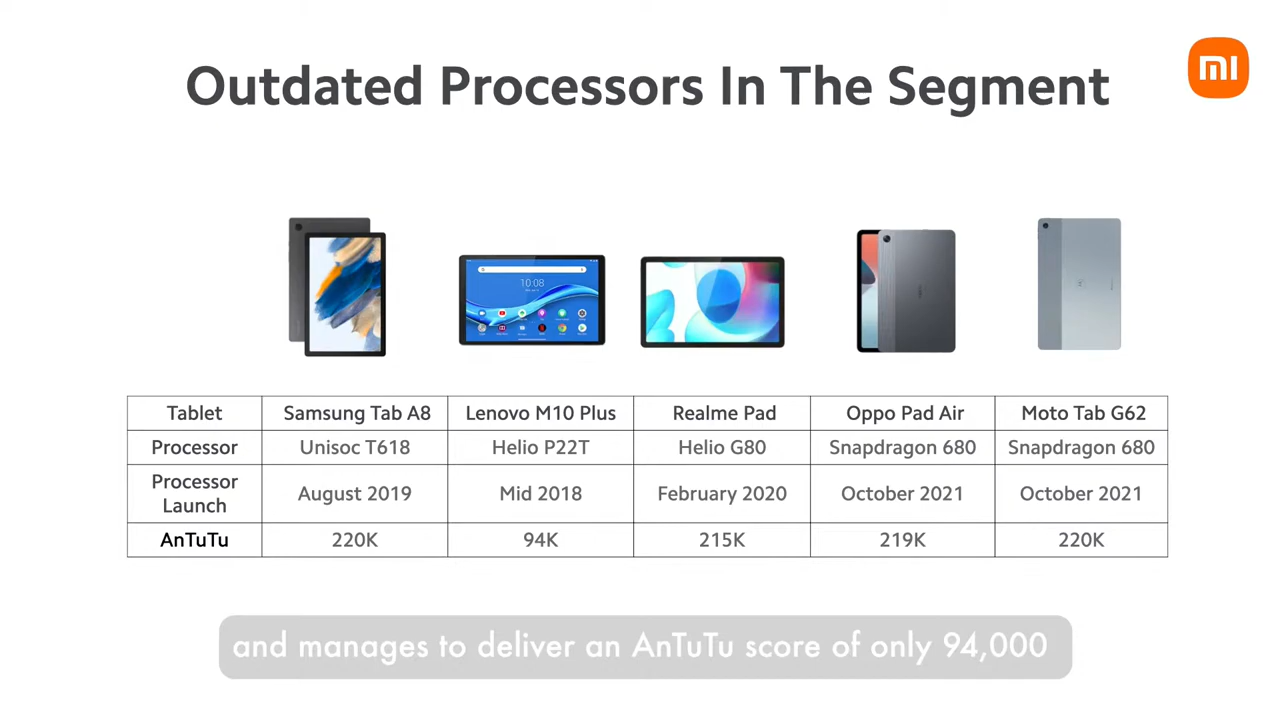 Outdated Processors In The Segment
mi
10:08
Tablet Samsung Tab A8 Lenovo M10 Plus Realme Pad Oppo Pad Air Moto Tab G62
Processor Unisoc T618 Helio P22T Helio G80 Snapdragon 680 Snapdragon 680
Processor Launch August 2019 Mid 2018 February 2020 October 2021 October 2021
AnTuTu 220K 94K 215K 219K 220K
and manages to deliver an AnTuTu score of only 94,000